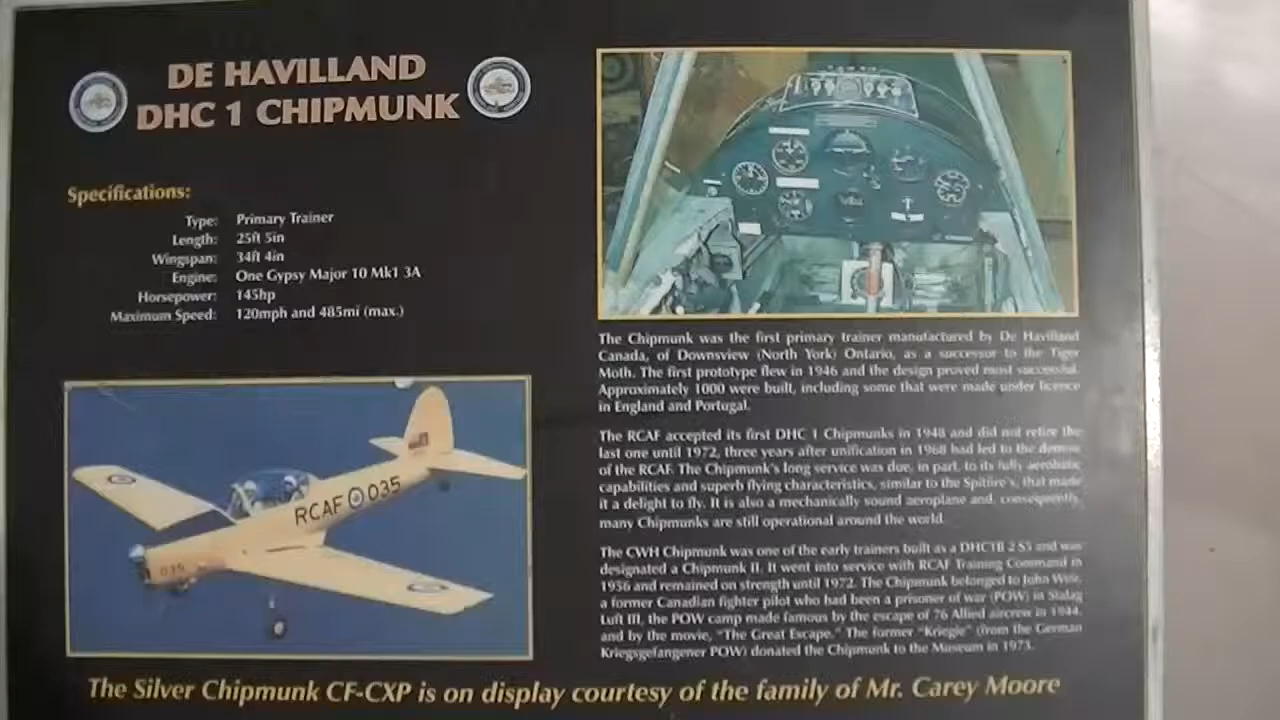 DE HAVILLAND
DHC 1 CHIPMUNK
Specifications:
Type: Primary Trainer
Length: 25ft 5in
Wingspan: 34ft 4in
Engine: One Gypsy Major 10 Mk1 3A
Horsepower: 145hp
Maximum Speed: 120mph and 485mi (max.)
RCAF 035
035
The Chipmunk was the first primary trainer manufactured by De Havilland
Canada, of Downsview (North York) Ontario, as a successor to the Tiger
Moth. The first prototype flew in 1946 and the design proved most successful.
Approximately 1000 were built, including some that were made under licence
in England and Portugal.
The RCAF accepted its first DHC 1 Chipmunks in 1948 and did not retire the
last one until 1972, three years after unification in 1968 had led to the demise
of the RCAF. The Chipmunk's long service was due, in part, to its fully aerobatic
capabilities and superb flying characteristics, similar to the Spitfire's, that made
it a delight to fly. It is also a mechanically sound aeroplane and, consequently,
many Chipmunks are still operational around the world.
The CWH Chipmunk was one of the early trainers built as a DHC1B 2 S5 and was
designated a Chipmunk II. It went into service with RCAF Training Command in
1956 and remained on strength until 1972. The Chipmunk belonged to John Weir,
a former Canadian fighter pilot who had been a prisoner of war (POW) in Stalag
Luft III, the POW camp made famous by the escape of 76 Allied aircrew in 1944,
and by the movie, "The Great Escape." The former "Kriegie" (from the German
Kriegsgefangener POW) donated the Chipmunk to the Museum in 1973.
The Silver Chipmunk CF-CXP is on display courtesy of the family of Mr. Carey Moore